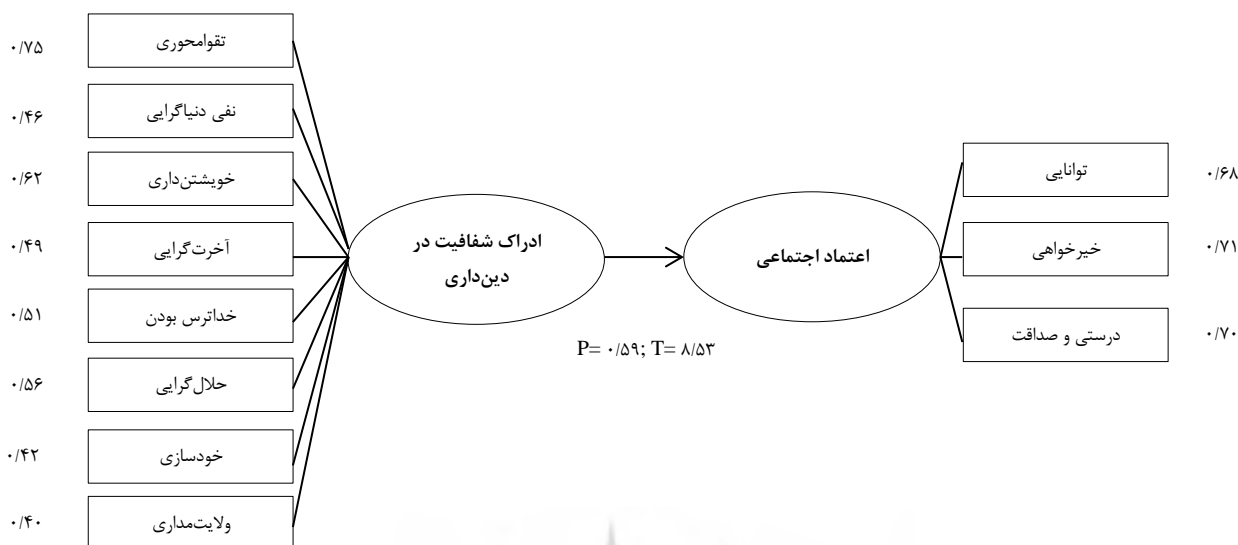 تقوامحوری
۰/۷۵
نفی دنیاگرایی
۰/۴۶
خویشتن‌داری
۰/۶۲
آخرت‌گرایی
۰/۴۹
خداترس بودن
۰/۵۱
حلال‌گرایی
۰/۵۶
خودسازی
۰/۴۲
ولایت‌مداری
۰/۴۰
ادراک شفافیت در
دین‌داری
P= ۰/۵۹; T= ۸/۵۳
اعتماد اجتماعی
توانایی
۰/۶۸
خیرخواهی
۰/۷۱
درستی و صداقت
۰/۷۰